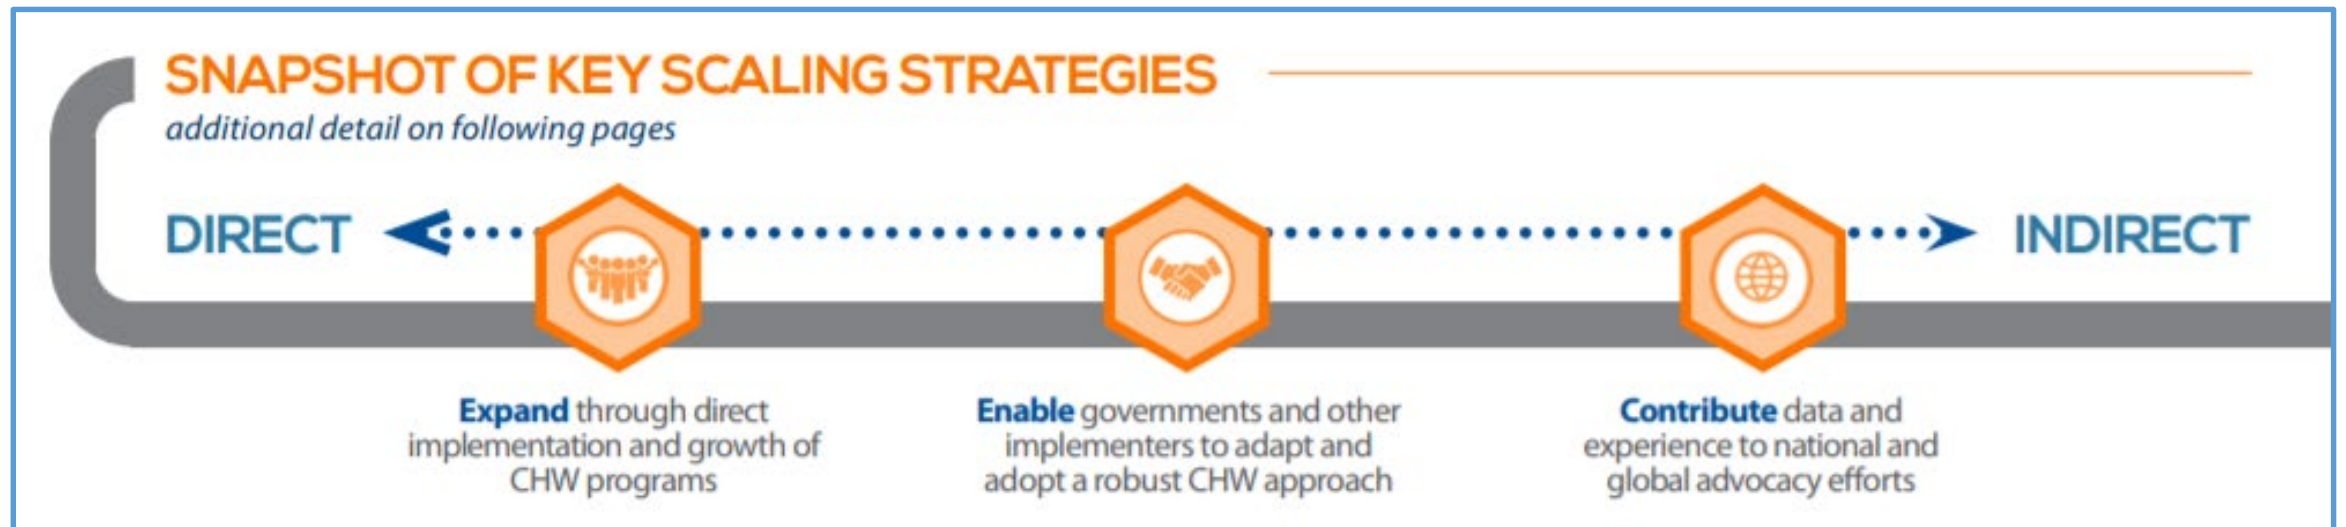 SNAPSHOT OF KEY SCALING STRATEGIES
additional detail on following pages
DIRECT
INDIRECT
Expand through direct
implementation and growth of
CHW programs
Enable governments and other
implementers to adapt and
adopt a robust CHW approach
Contribute data and
experience to national and
global advocacy efforts